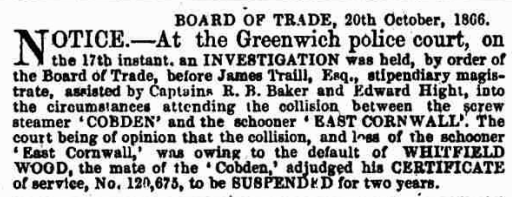 BOARD OF TRADE, 20th October, 1866.
NOTICE.—At the Greenwich police court, on
the 17th instant, an INVESTIGATION was held, by order of
the Board of Trade, before James Traill, Esq., stipendiary magis-
trate, assisted by Captains R. B. Baker and Edward Hight, into
the circumstances attending the collision between the screw
steamer 'COBDEN' and the schooner 'EAST CORNWALL'. The
court being of opinion that the collision, and loss of the schooner
'East Cornwall,' was owing to the default of WHITFIELD
WOOD, the mate of the 'Cobden,' adjudged his CERTIFICATE
of service, No. 120,675, to be SUSPENDED for two years.